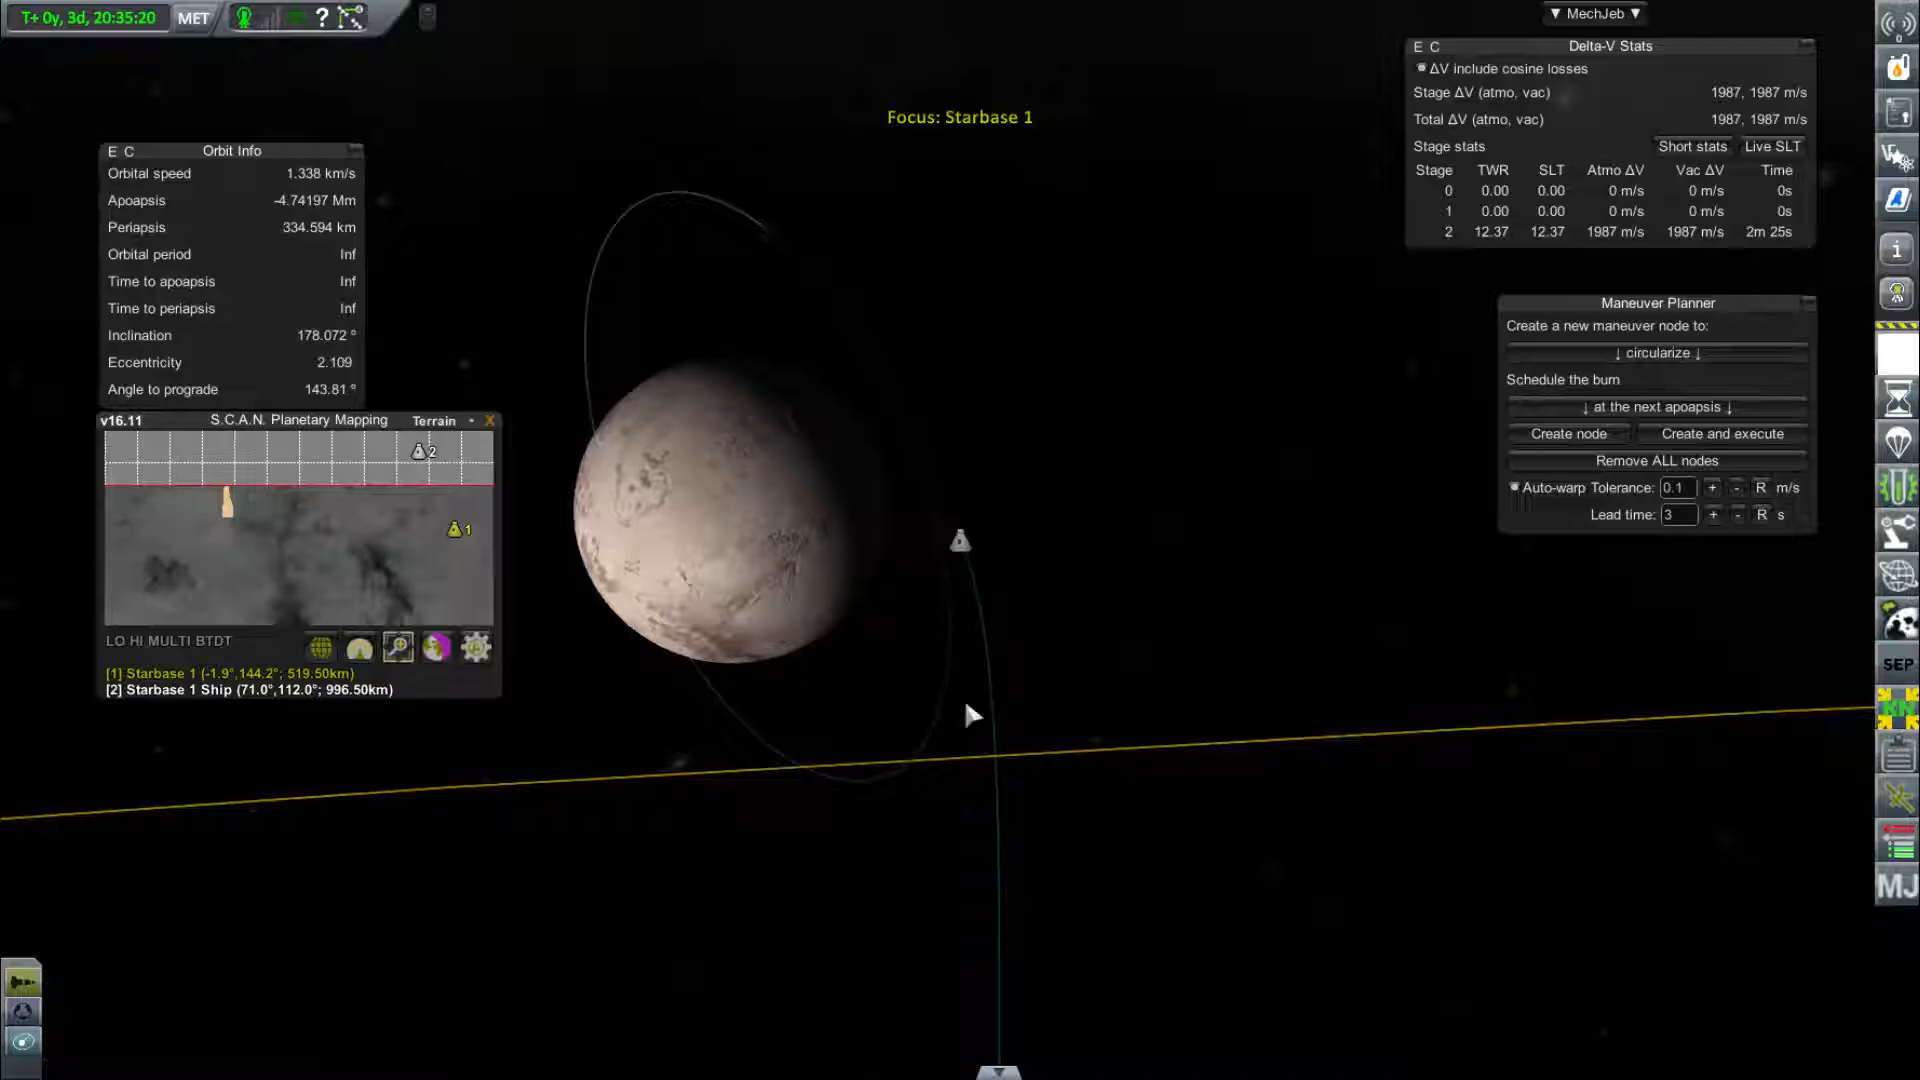 T+ 0y, 3d, 20:35:20 MET ?
▼ MechJeb ▼
E C Delta-V Stats
ΔV include cosine losses
Stage ΔV (atmo, vac) 1987, 1987 m/s
Total ΔV (atmo, vac) 1987, 1987 m/s
Stage stats Short stats Live SLT
Stage TWR SLT Atmo ΔV Vac ΔV Time
0 0.00 0.00 0 m/s 0 m/s 0s
1 0.00 0.00 0 m/s 0 m/s 0s
2 12.37 12.37 1987 m/s 1987 m/s 2m 25s
Focus: Starbase 1
E C Orbit Info
Orbital speed 1.338 km/s
Apoapsis -4.74197 Mm
Periapsis 334.594 km
Orbital period Inf
Time to apoapsis Inf
Time to periapsis Inf
Inclination 178.072 °
Eccentricity 2.109
Angle to prograde 143.81 °
Maneuver Planner
Create a new maneuver node to:
↓ circularize ↓
Schedule the burn
↓ at the next apoapsis ↓
Create node Create and execute
Remove ALL nodes
Auto-warp Tolerance: 0.1 + - R m/s
Lead time: 3 + - R s
v16.11 S.C.A.N. Planetary Mapping Terrain - X
2
1
LO HI MULTI BTDT
[1] Starbase 1 (-1.9°,144.2°; 519.50km)
[2] Starbase 1 Ship (71.0°,112.0°; 996.50km)
0
A
i
SEP
KN
MJ